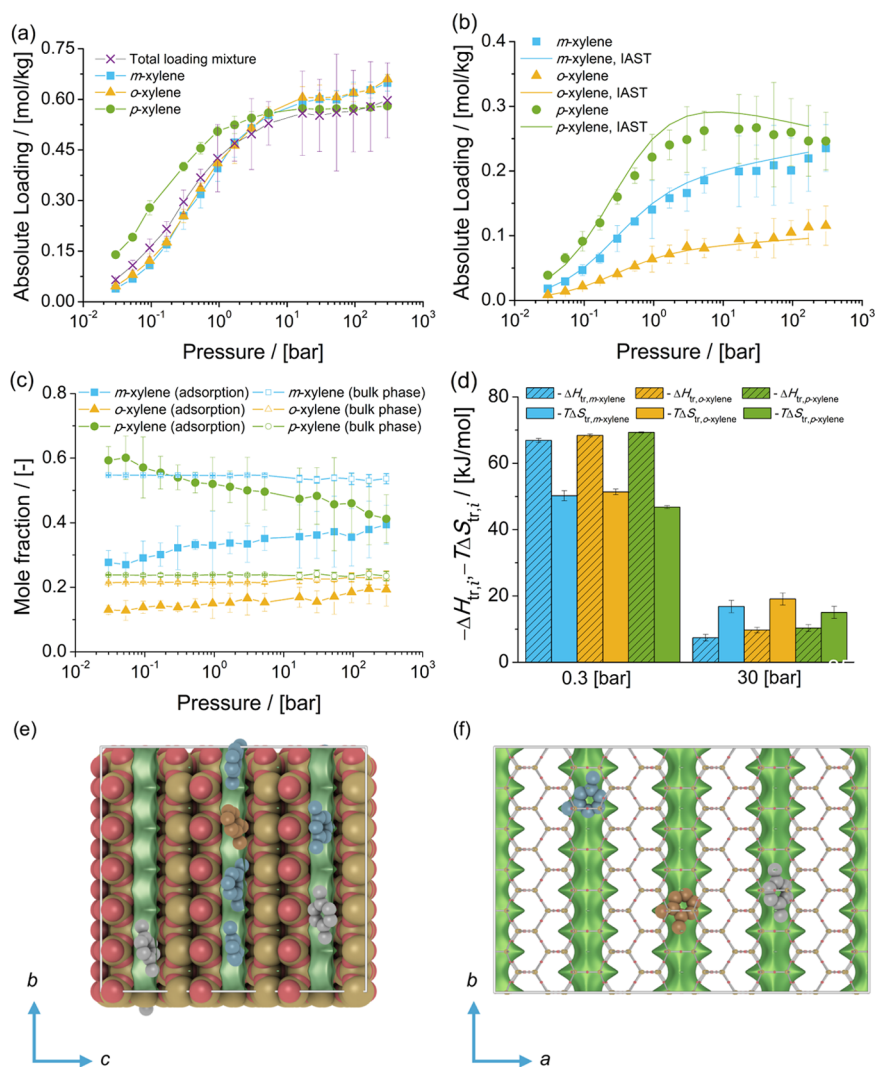 (a)
Absolute Loading / [mol/kg]
0.75
0.60
0.45
0.30
0.15
0.00
Total loading mixture
m-xylene
o-xylene
p-xylene
10⁻² 10⁻¹ 10⁰ 10¹ 10² 10³
Pressure / [bar]
(b)
Absolute Loading / [mol/kg]
0.4
0.3
0.2
0.1
0.0
m-xylene
m-xylene, IAST
o-xylene
o-xylene, IAST
p-xylene
p-xylene, IAST
10⁻² 10⁻¹ 10⁰ 10¹ 10² 10³
Pressure / [bar]
(c)
Mole fraction / [-]
0.8
0.6
0.4
0.2
0.0
m-xylene (adsorption) m-xylene (bulk phase)
o-xylene (adsorption) o-xylene (bulk phase)
p-xylene (adsorption) p-xylene (bulk phase)
10⁻² 10⁻¹ 10⁰ 10¹ 10² 10³
Pressure / [bar]
(d)
-ΔHtr,i, -TΔStr,i / [kJ/mol]
80
60
40
20
0
- ΔHtr,m-xylene - ΔHtr,o-xylene - ΔHtr,p-xylene
-TΔStr,m-xylene -TΔStr,o-xylene -TΔStr,p-xylene
0.3 [bar] 30 [bar]
(e)
b
c
(f)
b
a